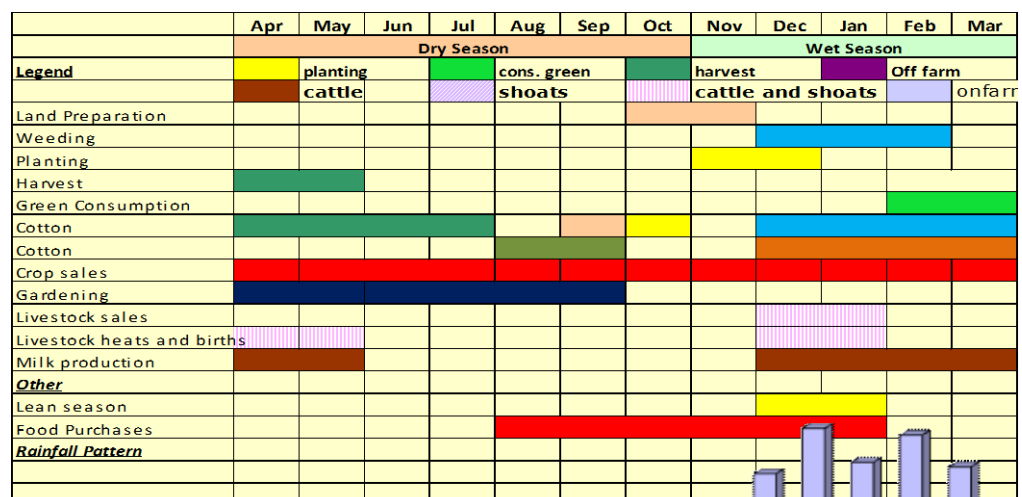 Apr May Jun Jul Aug Sep Oct Nov Dec Jan Feb Mar
Dry Season Wet Season
Legend planting cons. green harvest Off farm
cattle shoats cattle and shoats onfarm
Land Preparation
Weeding
Planting
Harvest
Green Consumption
Cotton
Cotton
Crop sales
Gardening
Livestock sales
Livestock heats and births
Milk production
Other
Lean season
Food Purchases
Rainfall Pattern